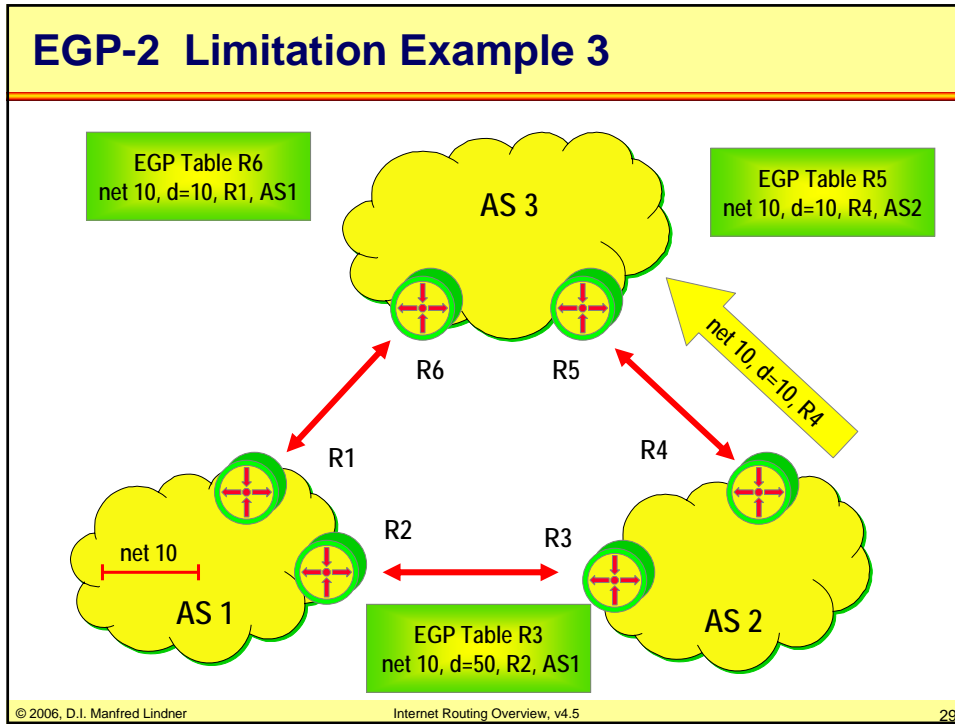 EGP-2 Limitation Example 3
EGP Table R6
net 10, d=10, R1, AS1
AS 3
EGP Table R5
net 10, d=10, R4, AS2
net 10, d=10, R4
R6
R5
R1
R4
R2
R3
net 10
AS 1
AS 2
EGP Table R3
net 10, d=50, R2, AS1
© 2006, D.I. Manfred Lindner
Internet Routing Overview, v4.5
29